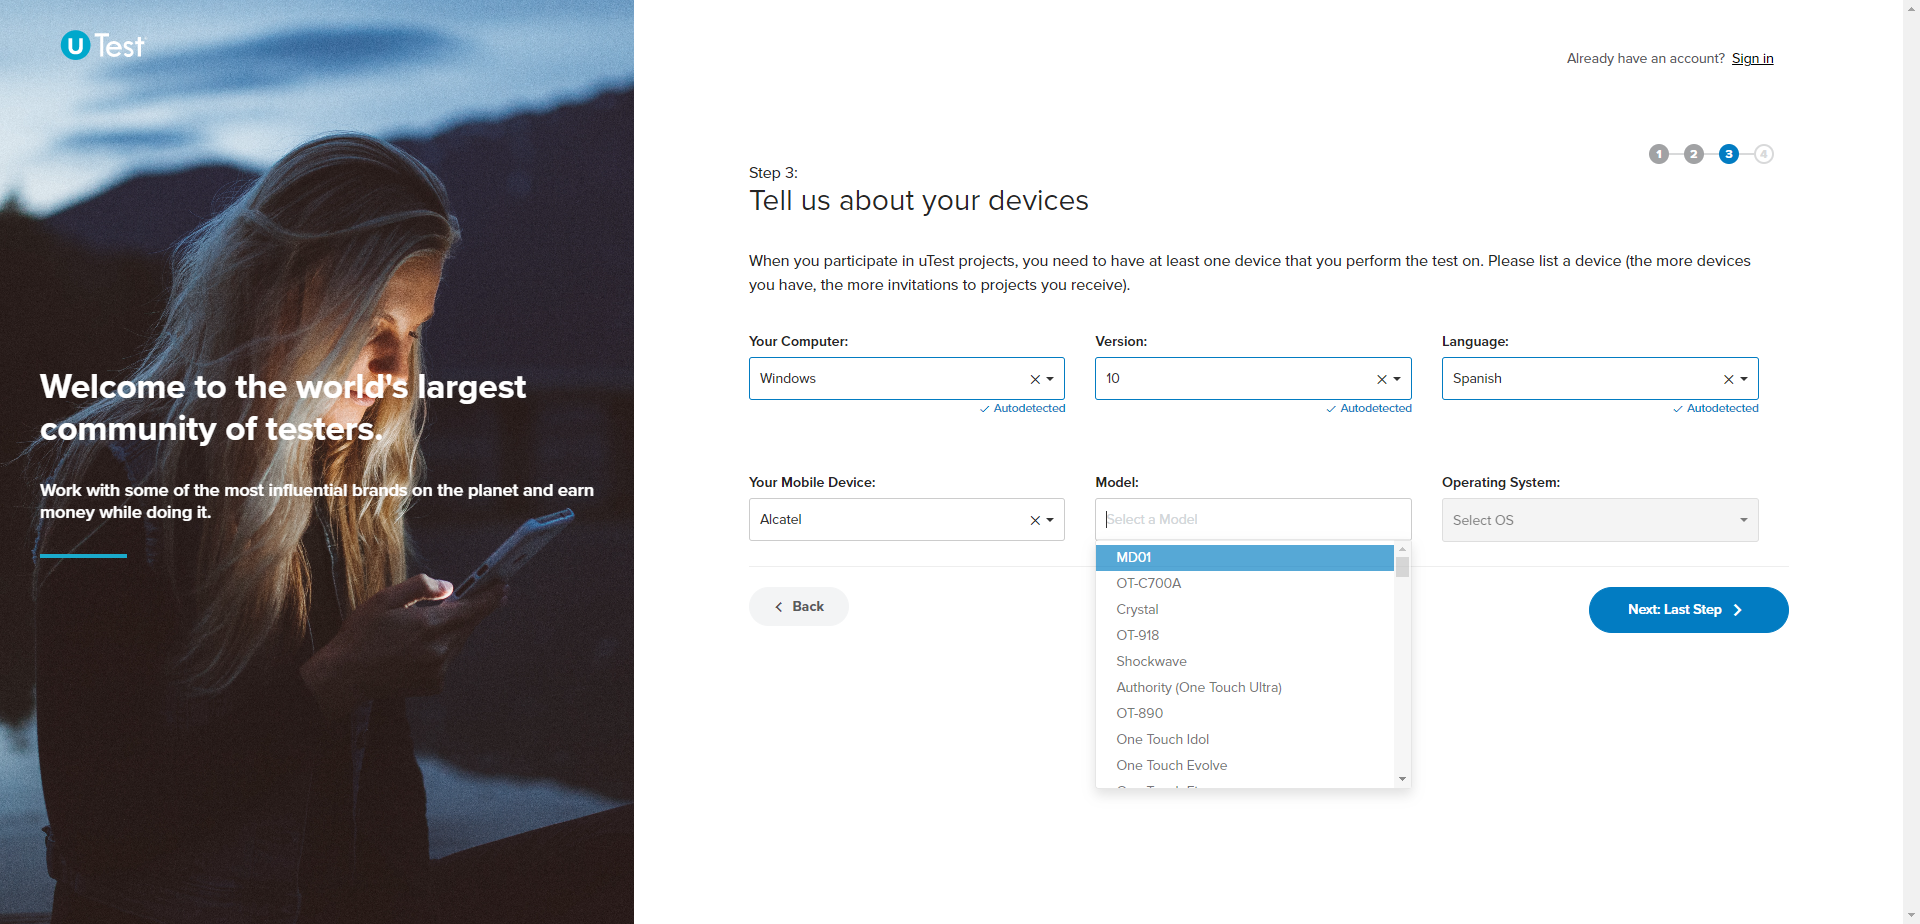 uTest
Already have an account? Sign in
1 2 3 4
Step 3:
Tell us about your devices
When you participate in uTest projects, you need to have at least one device that you perform the test on. Please list a device (the more devices
you have, the more invitations to projects you receive).
Your Computer: Version: Language:
Windows 10 Spanish
Autodetected Autodetected Autodetected
Welcome to the world's largest
community of testers.
Work with some of the most influential brands on the planet and earn
money while doing it.
Your Mobile Device: Model: Operating System:
Alcatel Select a Model Select OS
MD01
OT-C700A
Crystal
OT-918
Shockwave
Authority (One Touch Ultra)
OT-890
One Touch Idol
One Touch Evolve
Back
Next: Last Step